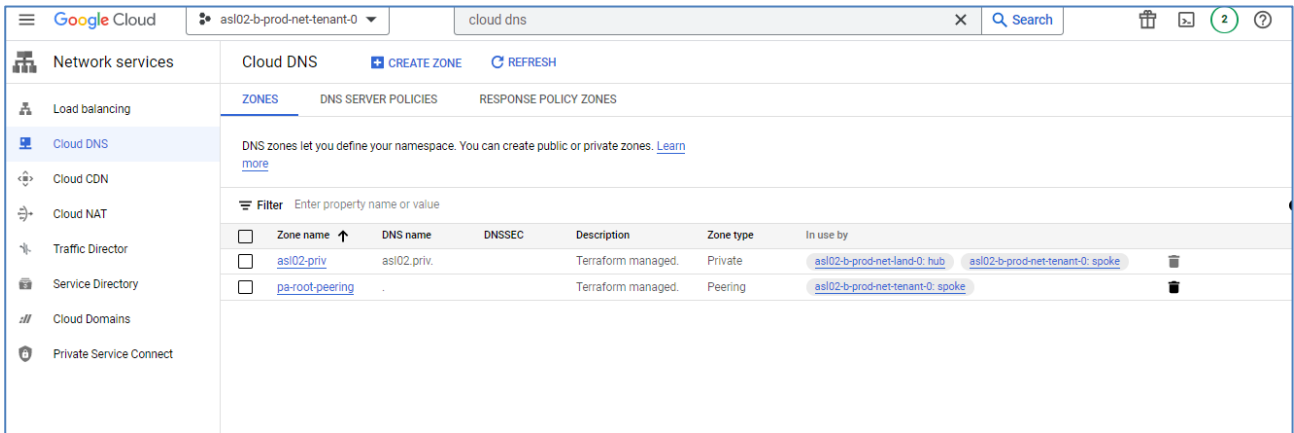 Google Cloud
asl02-b-prod-net-tenant-0
cloud dns
Search
2
Network services
Load balancing
Cloud DNS
Cloud CDN
Cloud NAT
Traffic Director
Service Directory
Cloud Domains
Private Service Connect
Cloud DNS CREATE ZONE REFRESH
ZONES DNS SERVER POLICIES RESPONSE POLICY ZONES
DNS zones let you define your namespace. You can create public or private zones. Learn
more
Filter Enter property name or value
Zone name DNS name DNSSEC Description Zone type In use by
asl02-priv asl02.priv. Terraform managed. Private asl02-b-prod-net-land-0: hub asl02-b-prod-net-tenant-0: spoke
pa-root-peering . Terraform managed. Peering asl02-b-prod-net-tenant-0: spoke